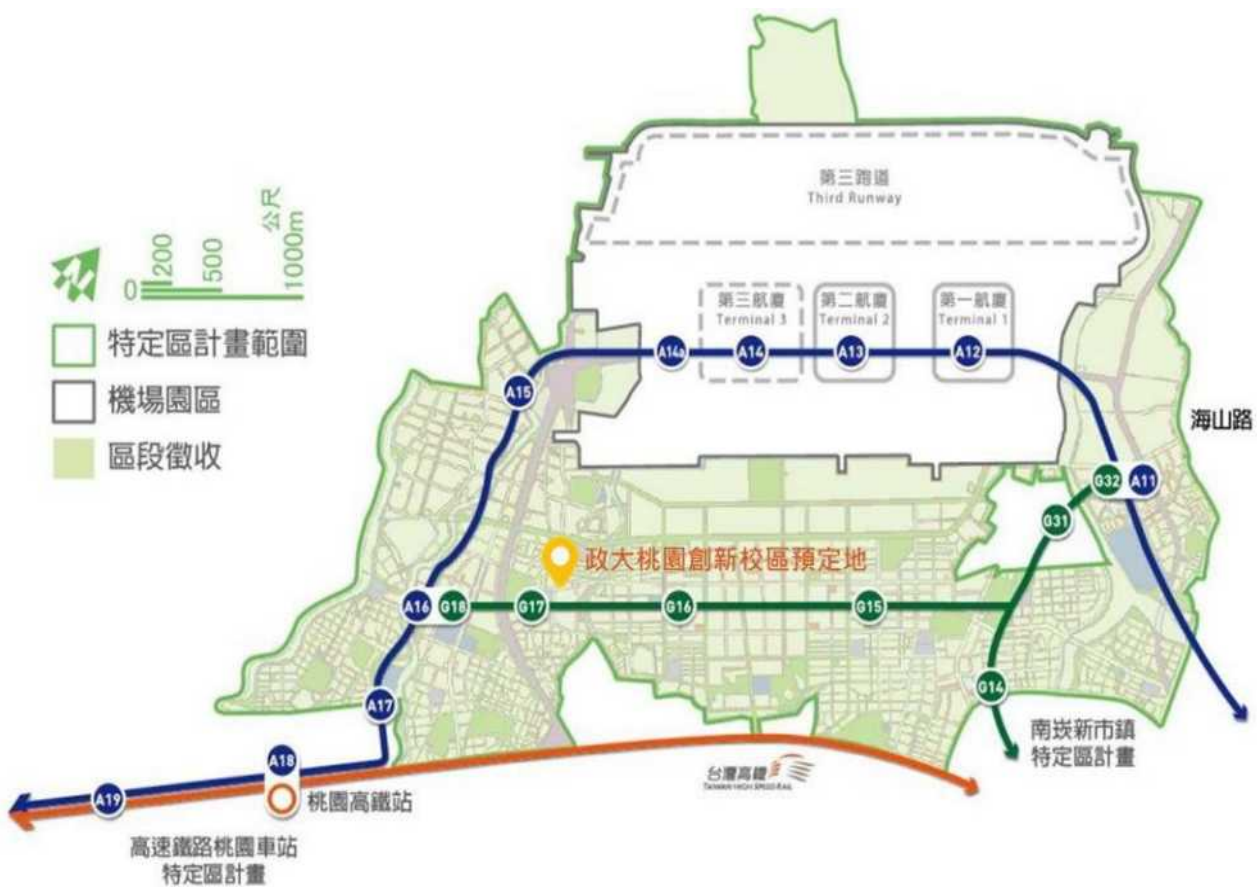 第三跑道
Third Runway
公尺
0
200
500
1000m
特定區計畫範圍
機場園區
區段徵收
第三航廈
Terminal 3
第二航廈
Terminal 2
第一航廈
Terminal 1
A14a
A14
A13
A12
A15
海山路
G32
A11
G31
政大桃園創新校區預定地
A16
G18
G17
G16
G15
G14
A17
南崁新市鎮
特定區計畫
A18
台灣高鐵
TAIWAN HIGH SPEED RAIL
A19
桃園高鐵站
高速鐵路桃園車站
特定區計畫